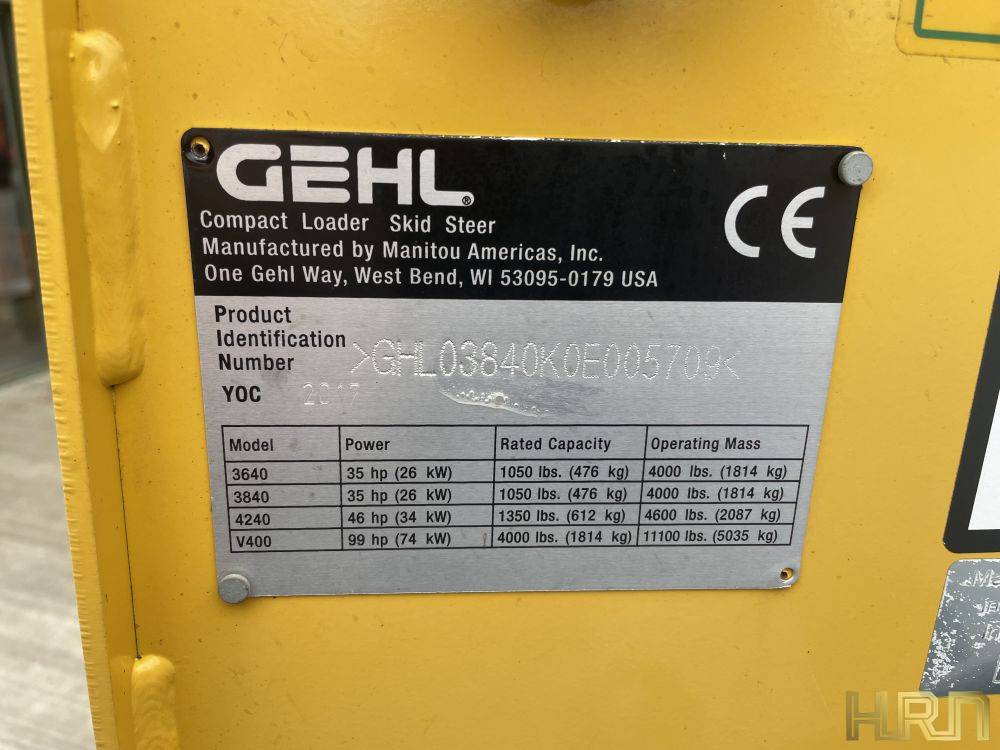 GEHL®
CE
Compact Loader Skid Steer
Manufactured by Manitou Americas, Inc.
One Gehl Way, West Bend, WI 53095-0179 USA
Product
Identification
Number >GHL03840K0E005709<
YOC 2017
Model Power Rated Capacity Operating Mass
3640 35 hp (26 kW) 1050 lbs. (476 kg) 4000 lbs. (1814 kg)
3840 35 hp (26 kW) 1050 lbs. (476 kg) 4000 lbs. (1814 kg)
4240 46 hp (34 kW) 1350 lbs. (612 kg) 4600 lbs. (2087 kg)
V400 99 hp (74 kW) 4000 lbs. (1814 kg) 11100 lbs. (5035 kg)
HRN